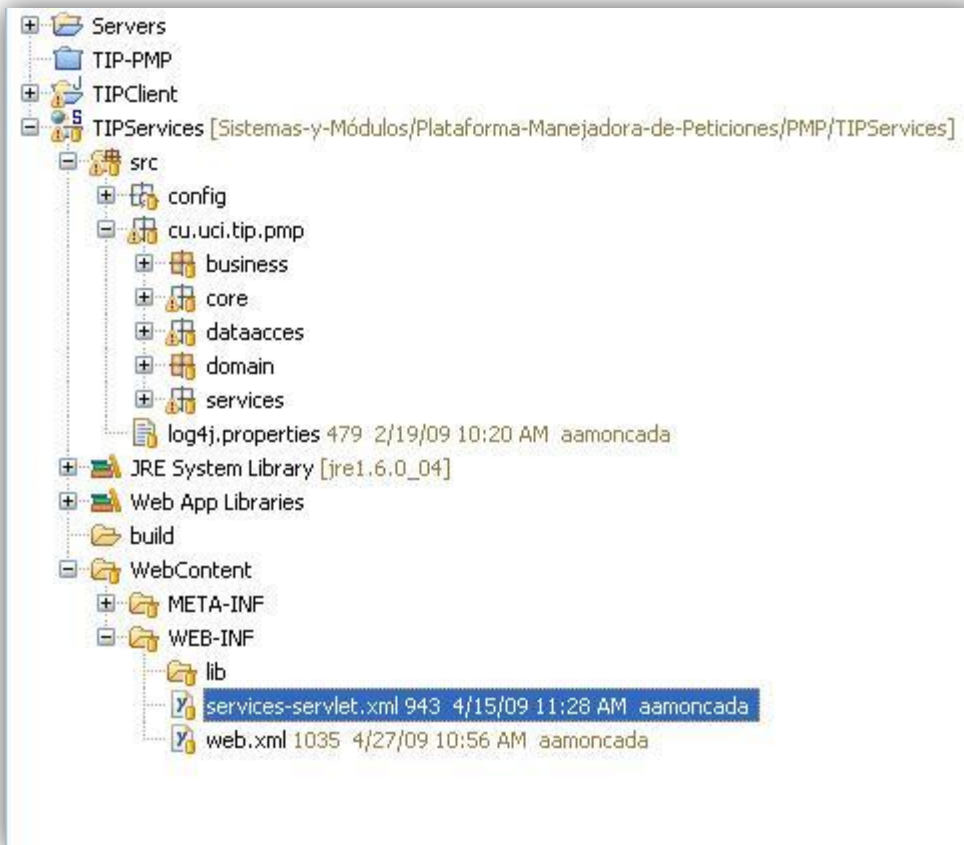 Servers
TIP-PMP
TIPClient
TIPServices [Sistemas-y-Módulos/Plataforma-Manejadora-de-Peticiones/PMP/TIPServices]
src
config
cu.uci.tip.pmp
business
core
dataacces
domain
services
log4j.properties 479 2/19/09 10:20 AM aamoncada
JRE System Library [jre1.6.0_04]
Web App Libraries
build
WebContent
META-INF
WEB-INF
lib
services-servlet.xml 943 4/15/09 11:28 AM aamoncada
web.xml 1035 4/27/09 10:56 AM aamoncada